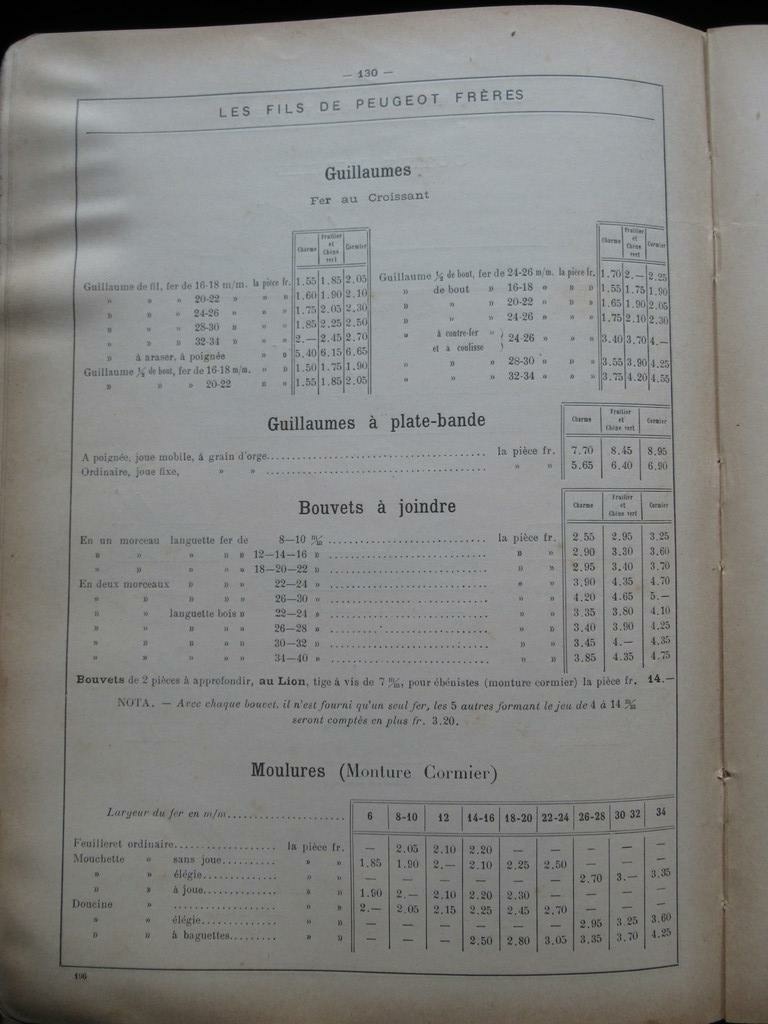 — 130 —
LES FILS DE PEUGEOT FRÈRES
Guillaumes
Fer au Croissant
Charme Fruitier et Chêne vert Cormier
Guillaume de fil, fer de 16-18 m/m. la pièce fr. 1.55 1.85 2.05
» » » 20-22 » » » 1.60 1.90 2.10
» » » 24-26 » » » 1.75 2.05 2.30
» » » 28-30 » » » 1.85 2.25 2.50
» » » 32-34 » » » 2.— 2.45 2.70
» à araser, à poignée » » 5.40 6.15 6.65
Guillaume ½ de bout, fer de 16-18 m/m. » » 1.50 1.75 1.90
» » » 20-22 » » 1.55 1.85 2.05
Charme Fruitier et Chêne vert Cormier
Guillaume ½ de bout, fer de 24-26 m/m. la pièce fr. 1.70 2.— 2.25
» de bout » 16-18 » » » 1.55 1.75 1.90
» » » 20-22 » » » 1.65 1.90 2.05
» » » 24-26 » » » 1.75 2.10 2.30
» à contre-fer et à coulisse » 24-26 » » » 3.40 3.70 4.—
» » » 28-30 » » » 3.55 3.90 4.25
» » » 32-34 » » » 3.75 4.20 4.55
Guillaumes à plate-bande
Charme Fruitier et Chêne vert Cormier
A poignée, joue mobile, à grain d'orge........ la pièce fr. 7.70 8.45 8.95
Ordinaire, joue fixe, » » ........ » » 5.65 6.40 6.90
Bouvets à joindre
Charme Fruitier et Chêne vert Cormier
En un morceau languette fer de 8—10 m/m ........ la pièce fr. 2.55 2.95 3.25
» » » » » 12—14—16 » ........ » » 2.90 3.30 3.60
» » » » » 18—20—22 » ........ » » 2.95 3.40 3.70
En deux morceaux » » » 22—24 » ........ » » 3.90 4.35 4.70
» » » » » 26—30 » ........ » » 4.20 4.65 5.—
» » languette bois » 22—24 » ........ » » 3.35 3.80 4.10
» » » » » 26—28 » ........ » » 3.40 3.90 4.25
» » » » » 30—32 » ........ » » 3.45 4.— 4.35
» » » » » 34—40 » ........ » » 3.85 4.35 4.75
Bouvets de 2 pièces à approfondir, au Lion, tige à vis de 7 m/m, pour ébénistes (monture cormier) la pièce fr. 14.—
NOTA. — Avec chaque bouvet, il n'est fourni qu'un seul fer, les 5 autres formant le jeu de 4 à 14 m/m
seront comptés en plus fr. 3.20.
Moulures (Monture Cormier)
Largeur du fer en m/m........ 6 8-10 12 14-16 18-20 22-24 26-28 30 32 34
Feuilleret ordinaire........ la pièce fr. — 2.05 2.10 2.20 — — — — —
Mouchette » sans joue........ » » 1.85 1.90 2.— 2.10 2.25 2.50 — — —
» » élégie........ » » — — — — — — 2.70 3.— 3.35
» » à joue........ » » 1.90 2.— 2.10 2.20 2.30 — — — —
Doucine » ........ » » 2.— 2.05 2.15 2.25 2.45 2.70 — — —
» » élégie........ » » — — — — — — 2.95 3.25 3.60
» » à baguettes........ » » — — — 2.50 2.80 3.05 3.35 3.70 4.25
196